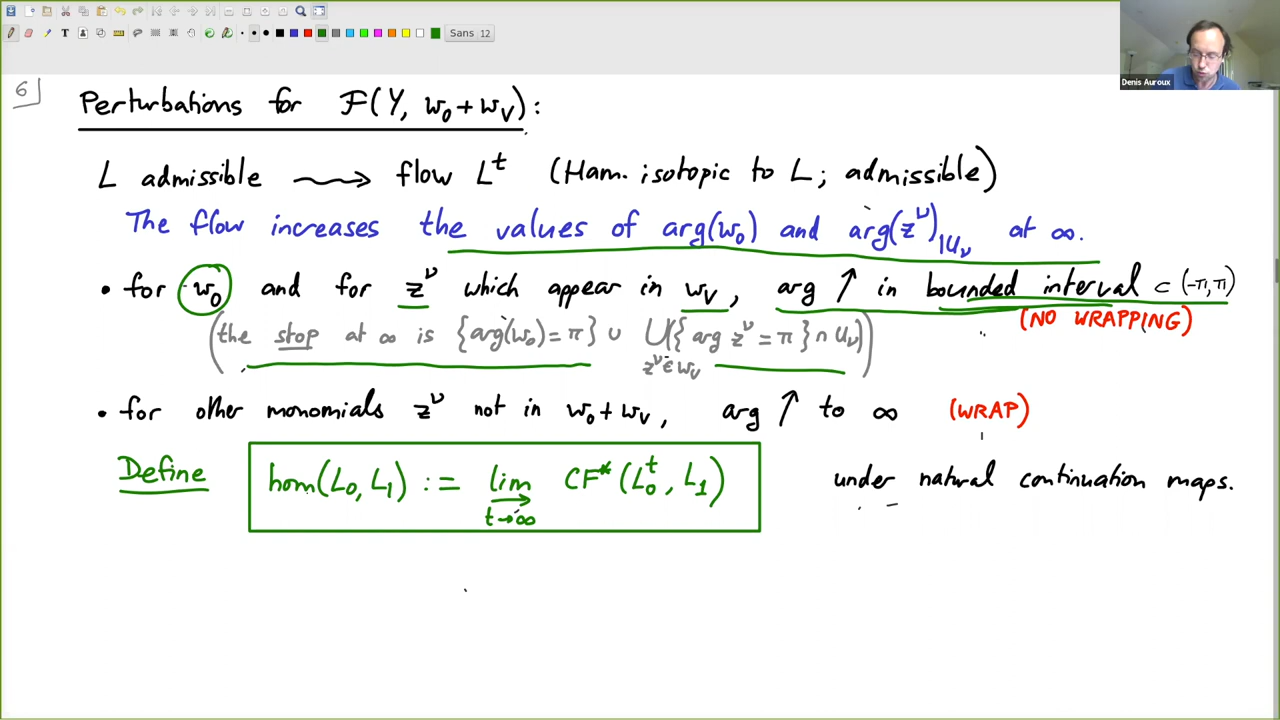 Sans 12
Denis Auroux
6
Perturbations for F(Y, w₀+w_V):
L admissible ⟿ flow Lᵗ (Ham. isotopic to L; admissible)
The flow increases the values of arg(w₀) and arg(z^ν)_{|U_ν} at ∞.
• for w₀ and for z^ν which appear in w_V, arg ↑ in bounded interval ⊂ (-π,π)
(NO WRAPPING)
(the stop at ∞ is {arg(w₀)=π} ∪ ⋃_{z^ν∈w_V} ({arg z^ν = π} ∩ U_ν))
• for other monomials z^ν not in w₀+w_V, arg ↑ to ∞ (WRAP)
Define hom(L₀, L₁) := lim_{t→∞} CF*(L₀ᵗ, L₁) under natural continuation maps.